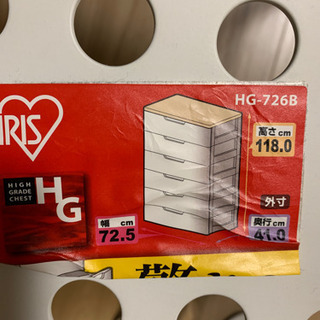 HG-726B
IRIS
高さcm
118.0
HIGH
GRADE
CHEST
HG
外寸
幅 cm
72.5
奥行cm
41.0